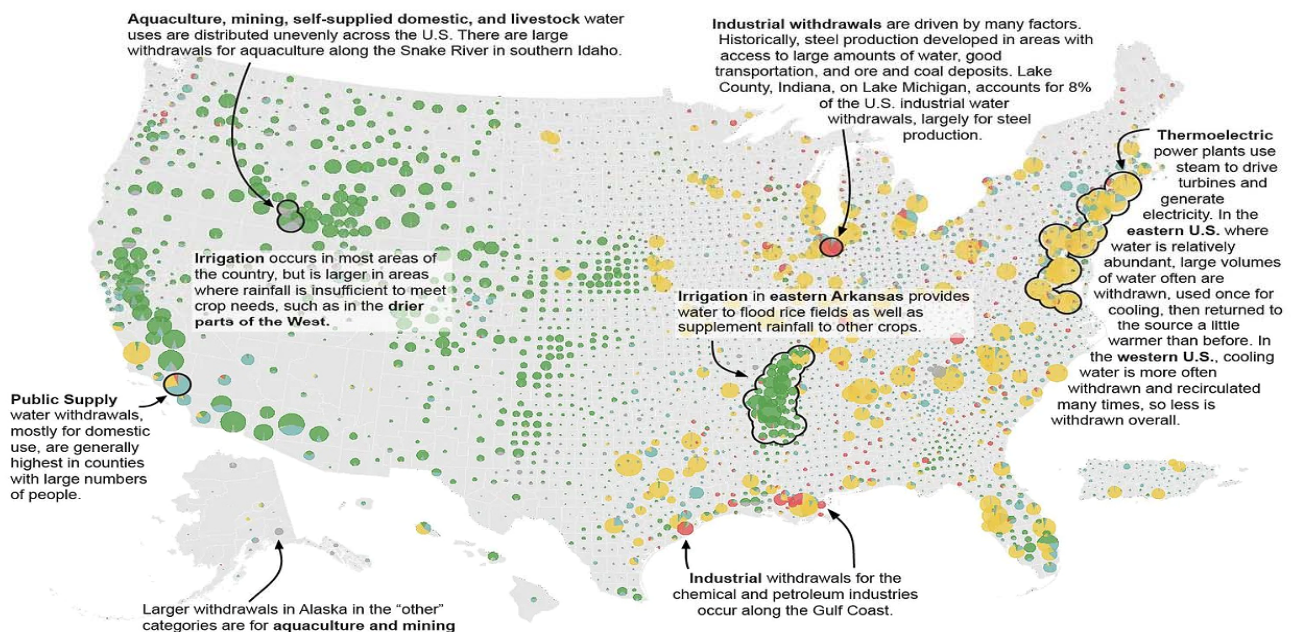 Aquaculture, mining, self-supplied domestic, and livestock water
uses are distributed unevenly across the U.S. There are large
withdrawals for aquaculture along the Snake River in southern Idaho.
Industrial withdrawals are driven by many factors.
Historically, steel production developed in areas with
access to large amounts of water, good
transportation, and ore and coal deposits. Lake
County, Indiana, on Lake Michigan, accounts for 8%
of the U.S. industrial water
withdrawals, largely for steel
production.
Thermoelectric
power plants use
steam to drive
turbines and
generate
electricity. In the
eastern U.S. where
water is relatively
abundant, large volumes
of water often are
withdrawn, used once for
cooling, then returned to
the source a little
warmer than before. In
the western U.S., cooling
water is more often
withdrawn and recirculated
many times, so less is
withdrawn overall.
Irrigation occurs in most areas of
the country, but is larger in areas
where rainfall is insufficient to meet
crop needs, such as in the drier
parts of the West.
Irrigation in eastern Arkansas provides
water to flood rice fields as well as
supplement rainfall to other crops.
Public Supply
water withdrawals,
mostly for domestic
use, are generally
highest in counties
with large numbers
of people.
Larger withdrawals in Alaska in the “other”
categories are for aquaculture and mining
Industrial withdrawals for the
chemical and petroleum industries
occur along the Gulf Coast.